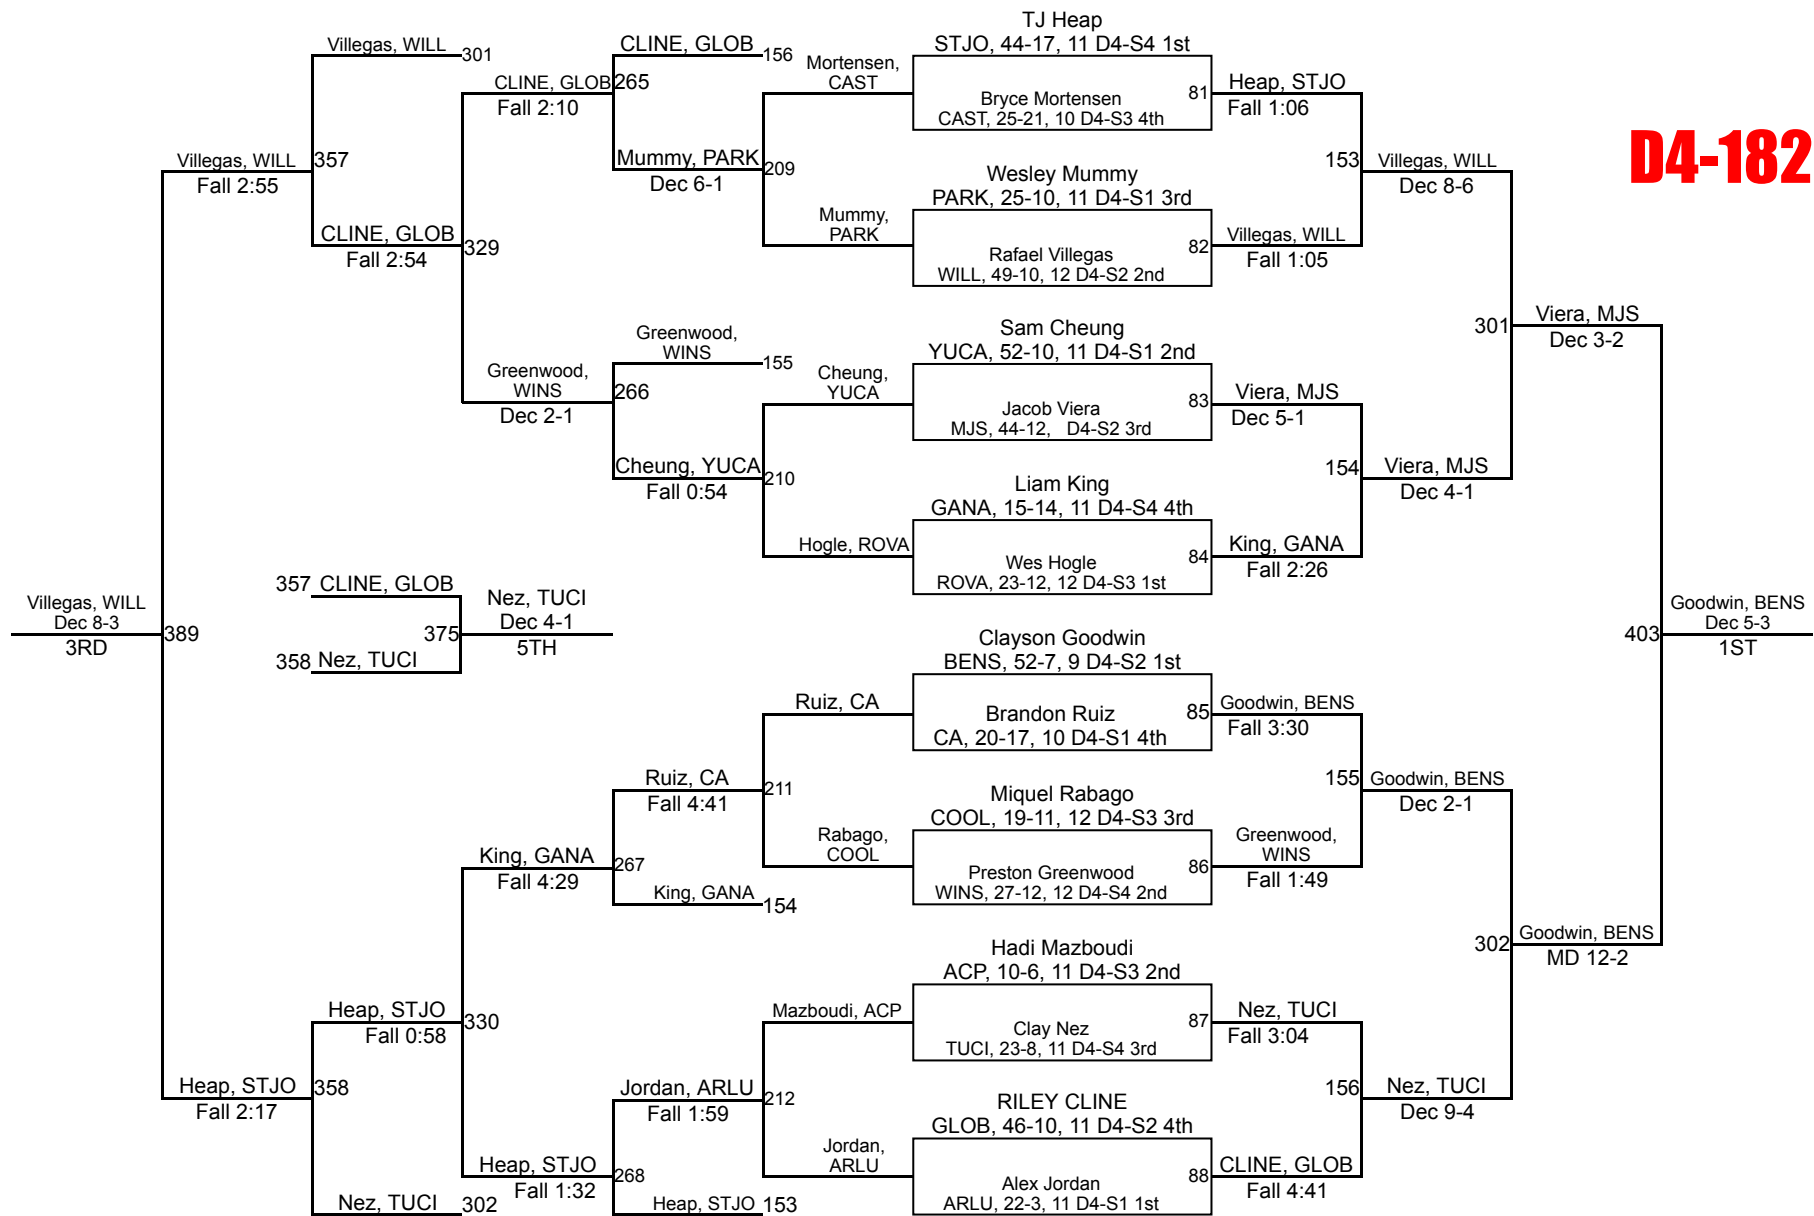 D4-182
Villegas, WILL
301
CLINE, GLOB
Fall 2:10
265
CLINE, GLOB
156
Mummy, PARK
Dec 6-1
209
Villegas, WILL
Fall 2:55
357
CLINE, GLOB
Fall 2:54
329
Greenwood,
WINS
Dec 2-1
266
Greenwood,
WINS
155
Cheung, YUCA
Fall 0:54
210
Mortensen,
CAST
Mummy,
PARK
Cheung,
YUCA
Hogle, ROVA
TJ Heap
STJO, 44-17, 11 D4-S4 1st
Bryce Mortensen
CAST, 25-21, 10 D4-S3 4th
81
Heap, STJO
Fall 1:06
Wesley Mummy
PARK, 25-10, 11 D4-S1 3rd
Rafael Villegas
WILL, 49-10, 12 D4-S2 2nd
82
Villegas, WILL
Fall 1:05
153
Villegas, WILL
Dec 8-6
Sam Cheung
YUCA, 52-10, 11 D4-S1 2nd
Jacob Viera
MJS, 44-12, D4-S2 3rd
83
Viera, MJS
Dec 5-1
Liam King
GANA, 15-14, 11 D4-S4 4th
Wes Hogle
ROVA, 23-12, 12 D4-S3 1st
84
King, GANA
Fall 2:26
154
Viera, MJS
Dec 4-1
301
Viera, MJS
Dec 3-2
Villegas, WILL
Dec 8-3
3RD
389
357
CLINE, GLOB
358
Nez, TUCI
375
Nez, TUCI
Dec 4-1
5TH
403
Goodwin, BENS
Dec 5-3
1ST
Clayson Goodwin
BENS, 52-7, 9 D4-S2 1st
Brandon Ruiz
CA, 20-17, 10 D4-S1 4th
85
Goodwin, BENS
Fall 3:30
Miquel Rabago
COOL, 19-11, 12 D4-S3 3rd
Preston Greenwood
WINS, 27-12, 12 D4-S4 2nd
86
Greenwood,
WINS
Fall 1:49
155
Goodwin, BENS
Dec 2-1
Ruiz, CA
Rabago,
COOL
Ruiz, CA
Fall 4:41
211
King, GANA
Fall 4:29
267
King, GANA
154
Hadi Mazboudi
ACP, 10-6, 11 D4-S3 2nd
Clay Nez
TUCI, 23-8, 11 D4-S4 3rd
87
Nez, TUCI
Fall 3:04
RILEY CLINE
GLOB, 46-10, 11 D4-S2 4th
Alex Jordan
ARLU, 22-3, 11 D4-S1 1st
88
CLINE, GLOB
Fall 4:41
156
Nez, TUCI
Dec 9-4
302
Goodwin, BENS
MD 12-2
Mazboudi, ACP
Jordan,
ARLU
Jordan, ARLU
Fall 1:59
212
Heap, STJO
Fall 0:58
330
Heap, STJO
Fall 2:17
358
Heap, STJO
Fall 1:32
268
Heap, STJO
153
Nez, TUCI
302